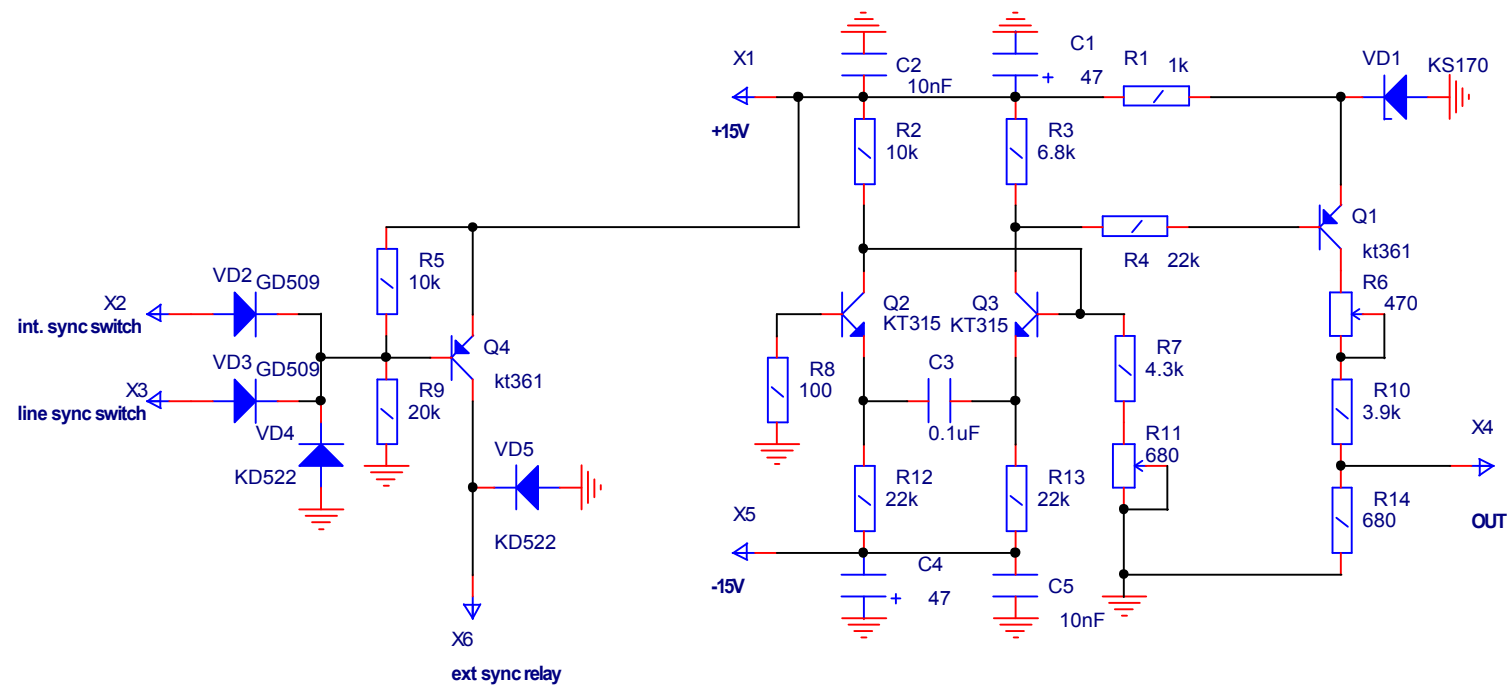 X1
+15V
C2
10nF
C1
47
+
R1
1k
VD1
KS170
R2
10k
R3
6.8k
R4
22k
Q1
kt361
R6
470
R5
10k
VD2
GD509
X2
int. sync switch
VD3
GD509
X3
line sync switch
VD4
KD522
R9
20k
Q4
kt361
VD5
KD522
X6
ext sync relay
Q2
KT315
Q3
KT315
R8
100
C3
0.1uF
R7
4.3k
R11
680
R10
3.9k
X4
OUT
R14
680
R12
22k
R13
22k
X5
-15V
C4
47
+
C5
10nF